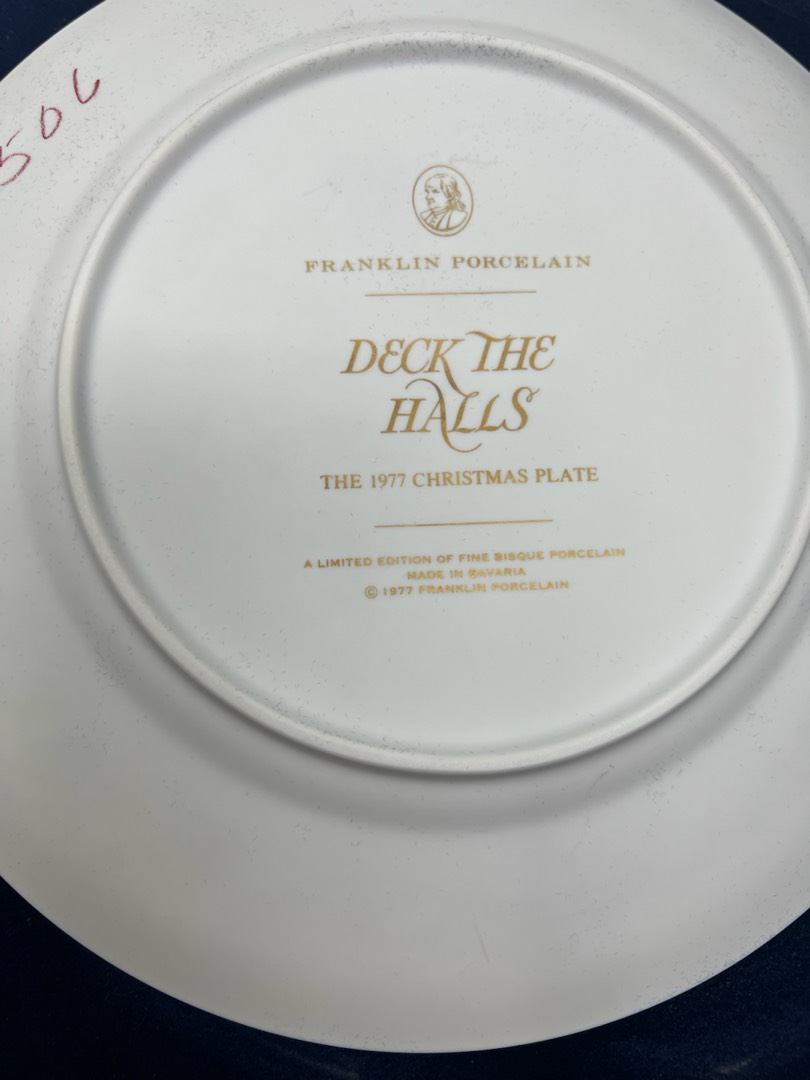 506
FRANKLIN PORCELAIN
DECK THE
HALLS
THE 1977 CHRISTMAS PLATE
A LIMITED EDITION OF FINE BISQUE PORCELAIN
MADE IN BAVARIA
© 1977 FRANKLIN PORCELAIN